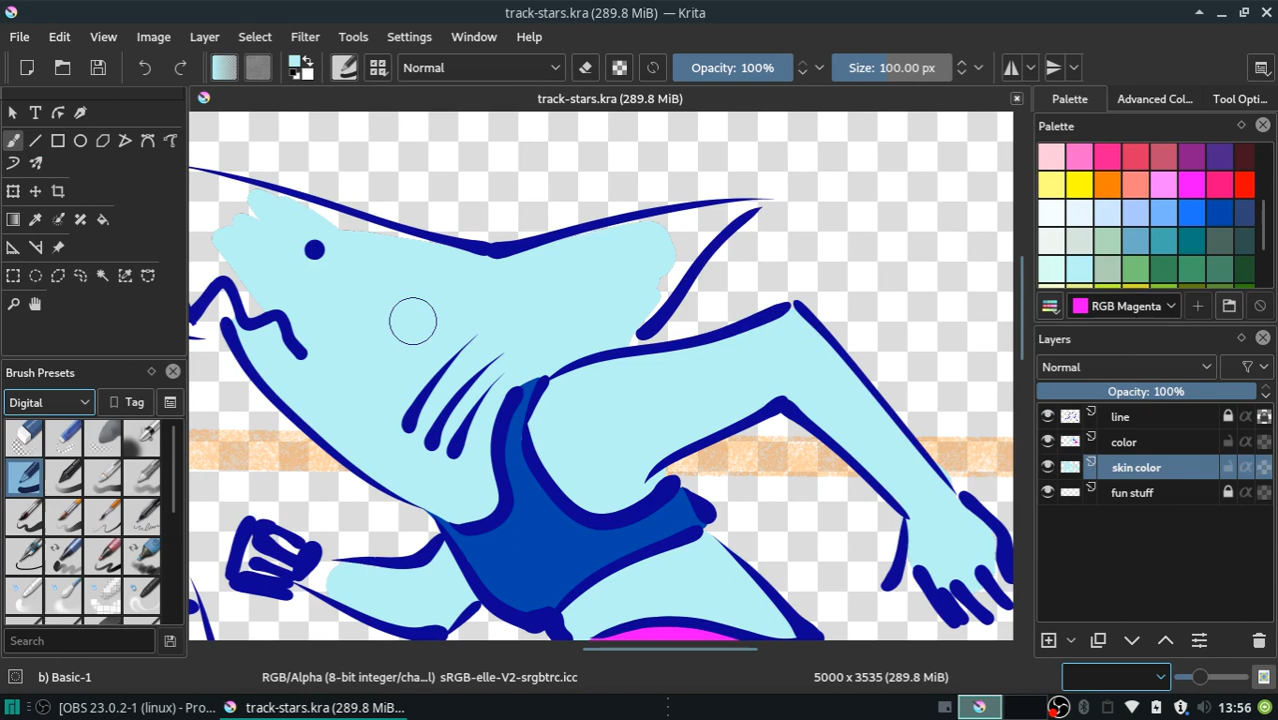 track-stars.kra (289.8 MiB) — Krita
File Edit View Image Layer Select Filter Tools Settings Window Help
Normal Opacity: 100% Size: 100.00 px
track-stars.kra (289.8 MiB)
Palette Advanced Col... Tool Opti...
Palette
RGB Magenta
Layers
Normal
Opacity: 100%
line
color
skin color
fun stuff
Brush Presets
Digital Tag
Search
b) Basic-1 RGB/Alpha (8-bit integer/cha...l) sRGB-elle-V2-srgbtrc.icc 5000 x 3535 (289.8 MiB)
[OBS 23.0.2-1 (linux) - Pro... track-stars.kra (289.8 MiB... 13:56